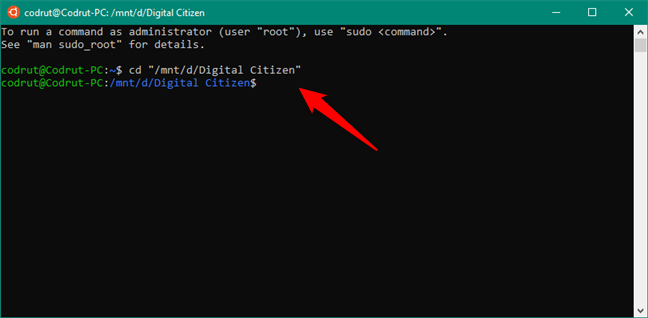 codrut@Codrut-PC: /mnt/d/Digital Citizen
To run a command as administrator (user "root"), use "sudo <command>".
See "man sudo_root" for details.
codrut@Codrut-PC:~$ cd "/mnt/d/Digital Citizen"
codrut@Codrut-PC:/mnt/d/Digital Citizen$